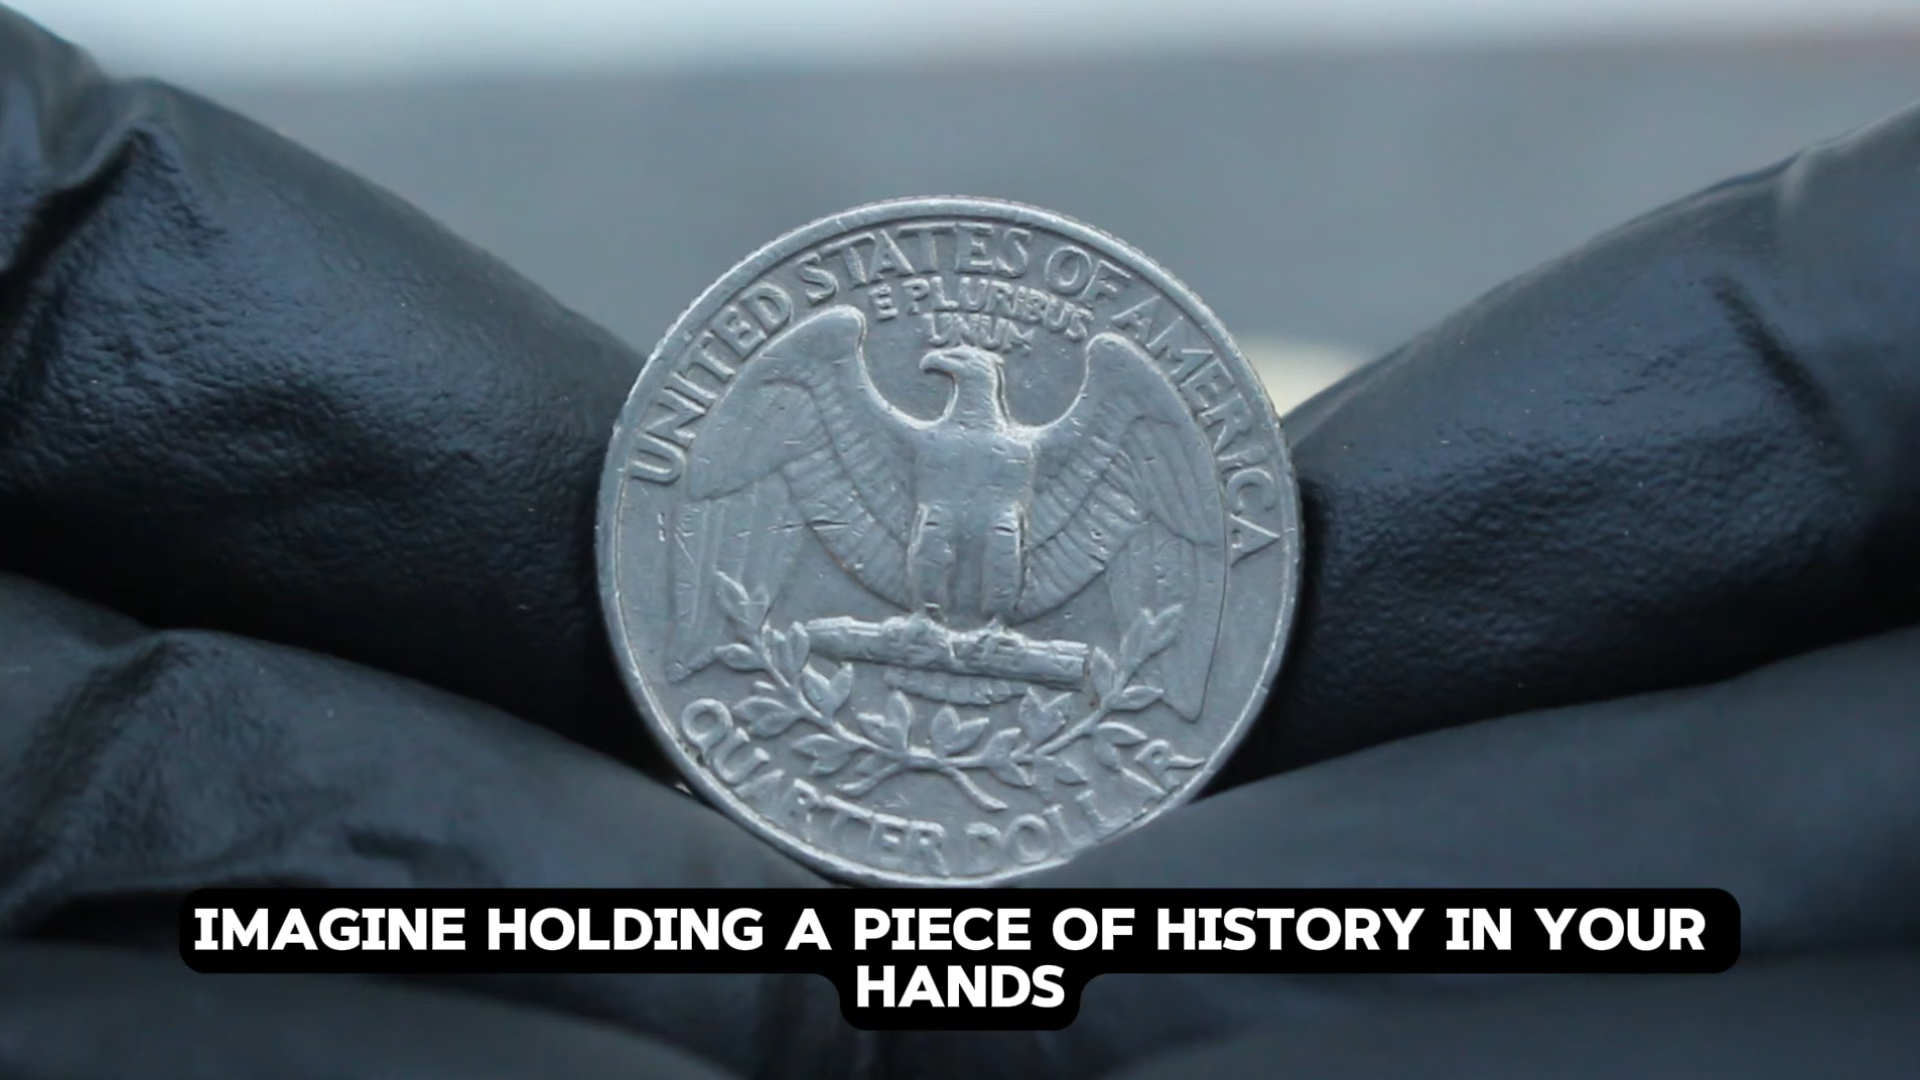 UNITED STATES OF AMERICA
E PLURIBUS
UNUM
QUARTER DOLLAR
IMAGINE HOLDING A PIECE OF HISTORY IN YOUR
HANDS